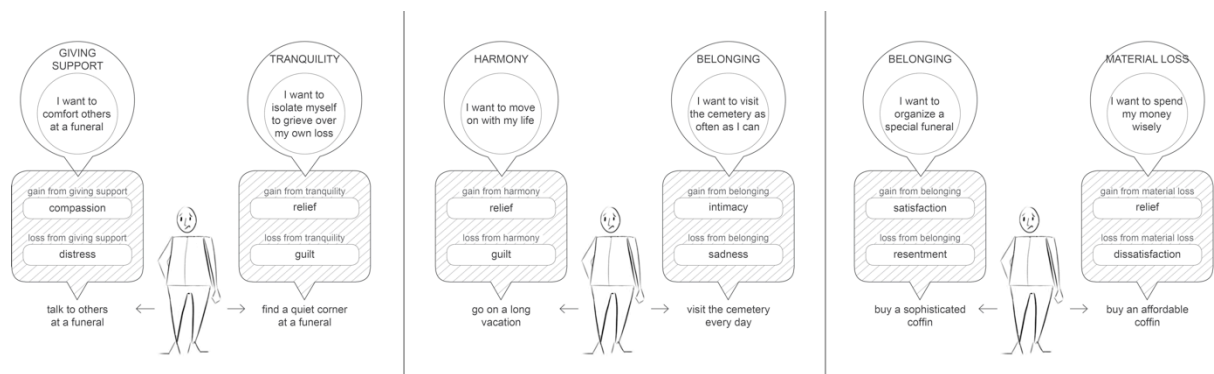 GIVING
SUPPORT
I want to
comfort others
at a funeral
gain from giving support
compassion
loss from giving support
distress
talk to others
at a funeral
TRANQUILITY
I want to
isolate myself
to grieve over
my own loss
gain from tranquility
relief
loss from tranquility
guilt
find a quiet corner
at a funeral
HARMONY
I want to move
on with my life
gain from harmony
relief
loss from harmony
guilt
go on a long
vacation
BELONGING
I want to visit
the cemetery as
often as I can
gain from belonging
intimacy
loss from belonging
sadness
visit the cemetery
every day
BELONGING
I want to
organize a
special funeral
gain from belonging
satisfaction
loss from belonging
resentment
buy a sophisticated
coffin
MATERIAL LOSS
I want to spend
my money
wisely
gain from material loss
relief
loss from material loss
dissatisfaction
buy an affordable
coffin